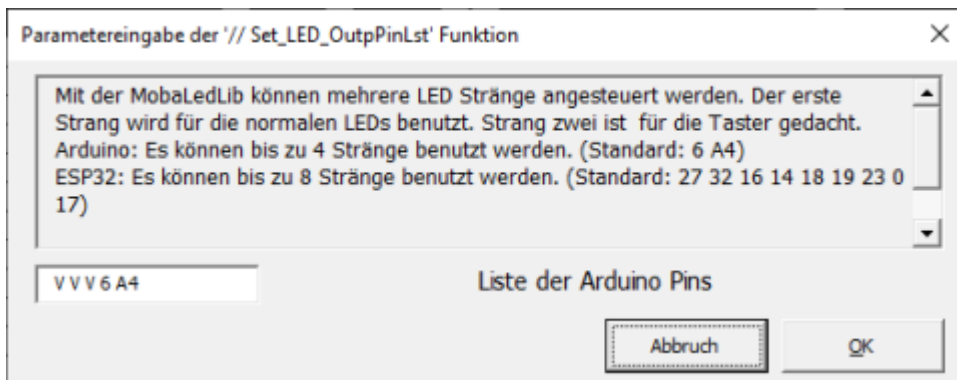 Parametereingabe der '// Set_LED_OutpPinLst' Funktion
Mit der MobaLedLib können mehrere LED Stränge angesteuert werden. Der erste
Strang wird für die normalen LEDs benutzt. Strang zwei ist  für die Taster gedacht.
Arduino: Es können bis zu 4 Stränge benutzt werden. (Standard: 6 A4)
ESP32: Es können bis zu 8 Stränge benutzt werden. (Standard: 27 32 16 14 18 19 23 0
17)
V V V 6 A4
Liste der Arduino Pins
Abbruch
OK